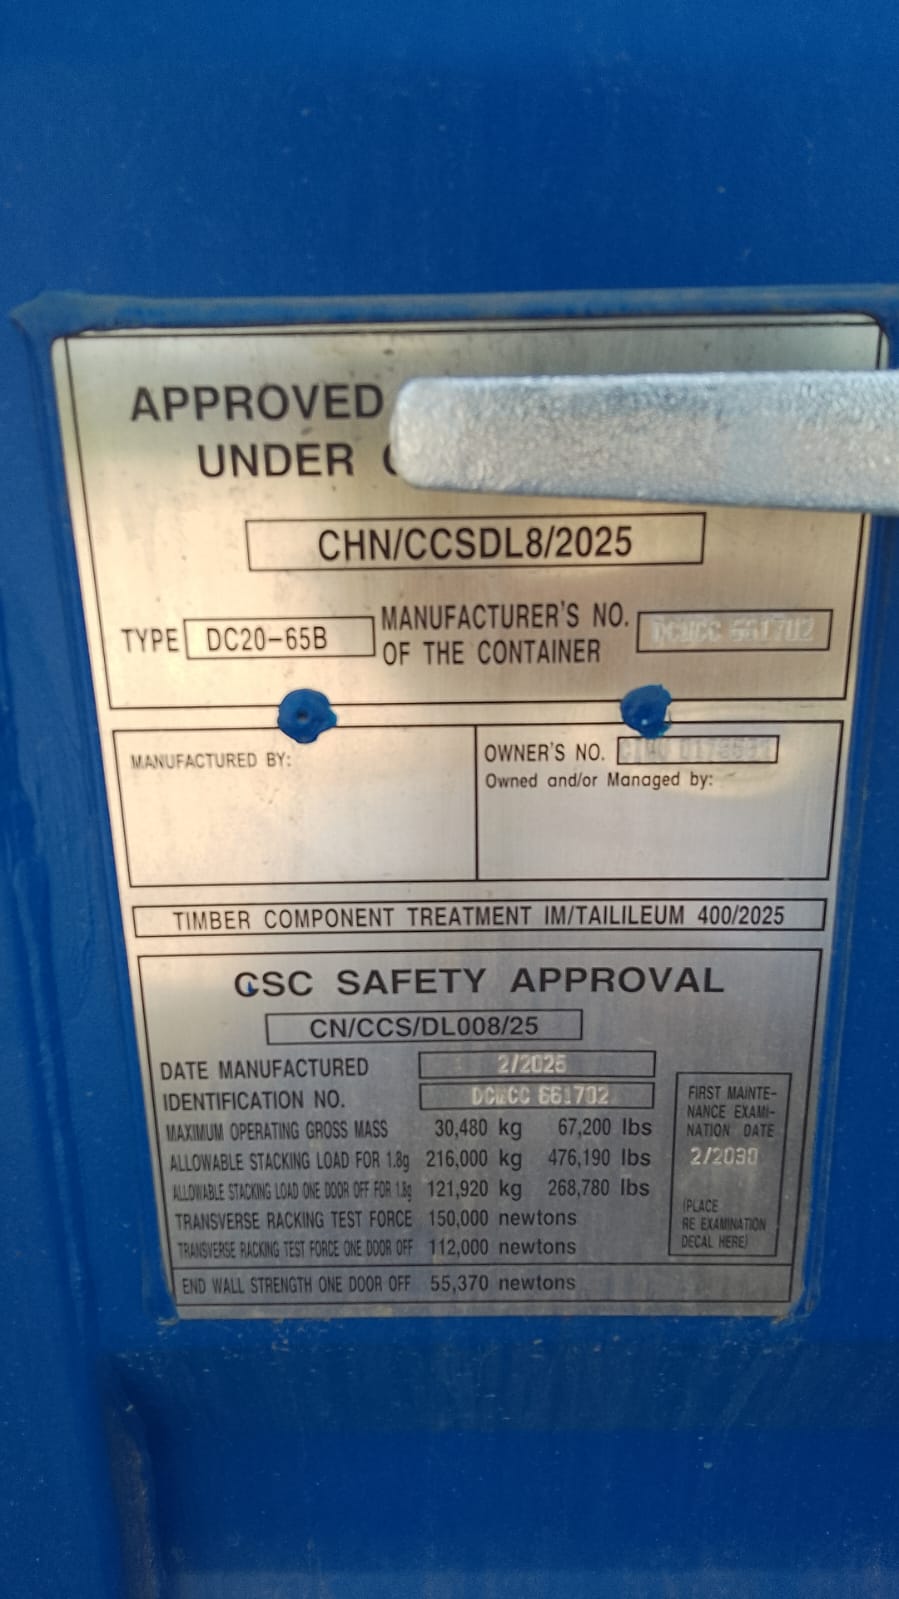 APPROVED
UNDER
CHN/CCSDL8/2025
TYPE DC20-65B
MANUFACTURER'S NO.
OF THE CONTAINER
MANUFACTURED BY:
OWNER'S NO.
Owned and/or Managed by:
TIMBER COMPONENT TREATMENT IM/TAILILEUM 400/2025
CSC SAFETY APPROVAL
CN/CCS/DL008/25
DATE MANUFACTURED 2/2025
IDENTIFICATION NO. 661702
MAXIMUM OPERATING GROSS MASS 30,480 kg 67,200 lbs
ALLOWABLE STACKING LOAD FOR 1.8g 216,000 kg 476,190 lbs
ALLOWABLE STACKING LOAD ONE DOOR OFF FOR 1.8g 121,920 kg 268,780 lbs
TRANSVERSE RACKING TEST FORCE 150,000 newtons
TRANSVERSE RACKING TEST FORCE ONE DOOR OFF 112,000 newtons
END WALL STRENGTH ONE DOOR OFF 55,370 newtons
FIRST MAINTE-
NANCE EXAMI-
NATION DATE
2/2030
(PLACE
RE EXAMINATION
DECAL HERE)